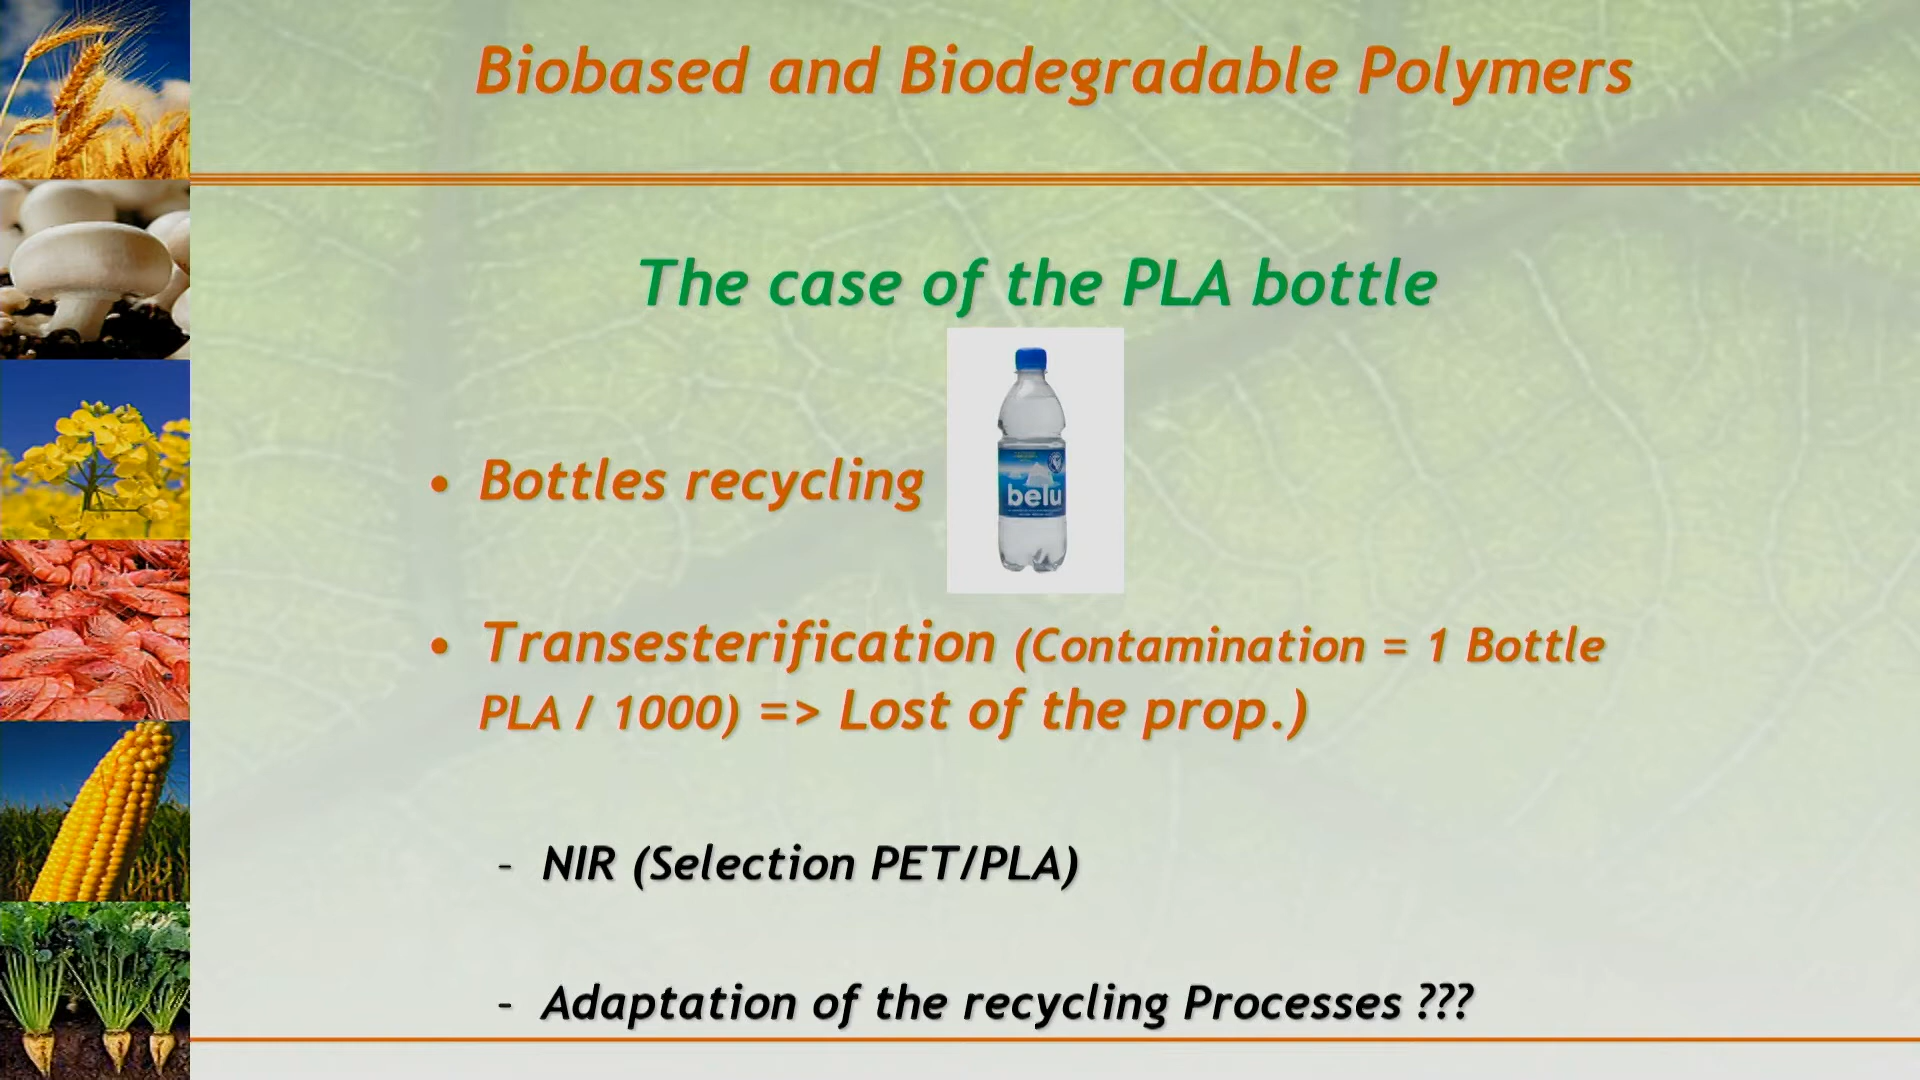 Biobased and Biodegradable Polymers
The case of the PLA bottle
• Bottles recycling
belu
• Transesterification (Contamination = 1 Bottle
PLA / 1000) => Lost of the prop.)
– NIR (Selection PET/PLA)
– Adaptation of the recycling Processes ???